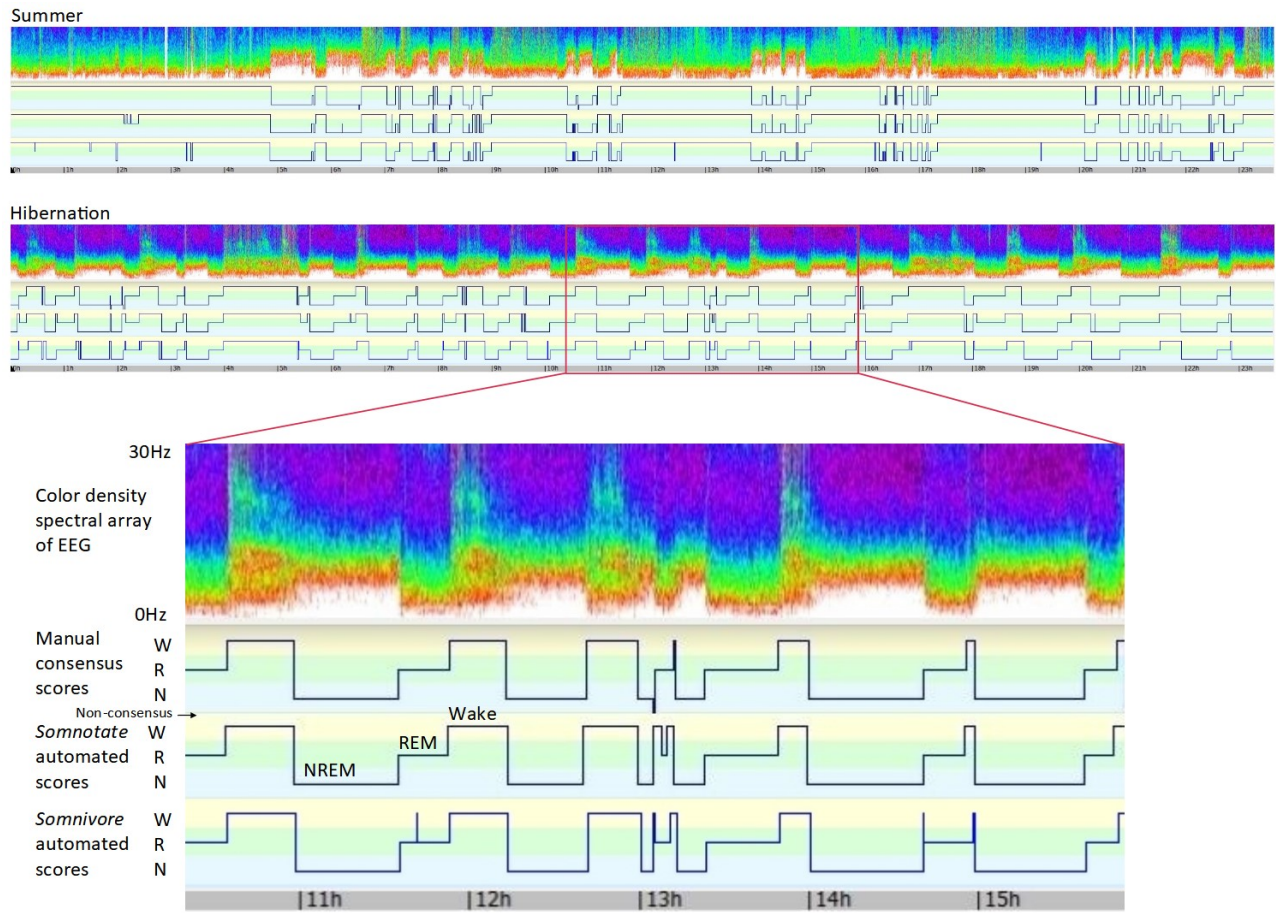 Summer
0h |1h |2h |3h |4h |5h |6h |7h |8h |9h |10h |11h |12h |13h |14h |15h |16h |17h |18h |19h |20h |21h |22h |23h
Hibernation
0h |1h |2h |3h |4h |5h |6h |7h |8h |9h |10h |11h |12h |13h |14h |15h |16h |17h |18h |19h |20h |21h |22h |23h
30Hz
Color density
spectral array
of EEG
0Hz
Manual W
consensus R
scores N
Non-consensus
Somnotate W
automated R
scores N
Wake
REM
NREM
Somnivore W
automated R
scores N
|11h |12h |13h |14h |15h